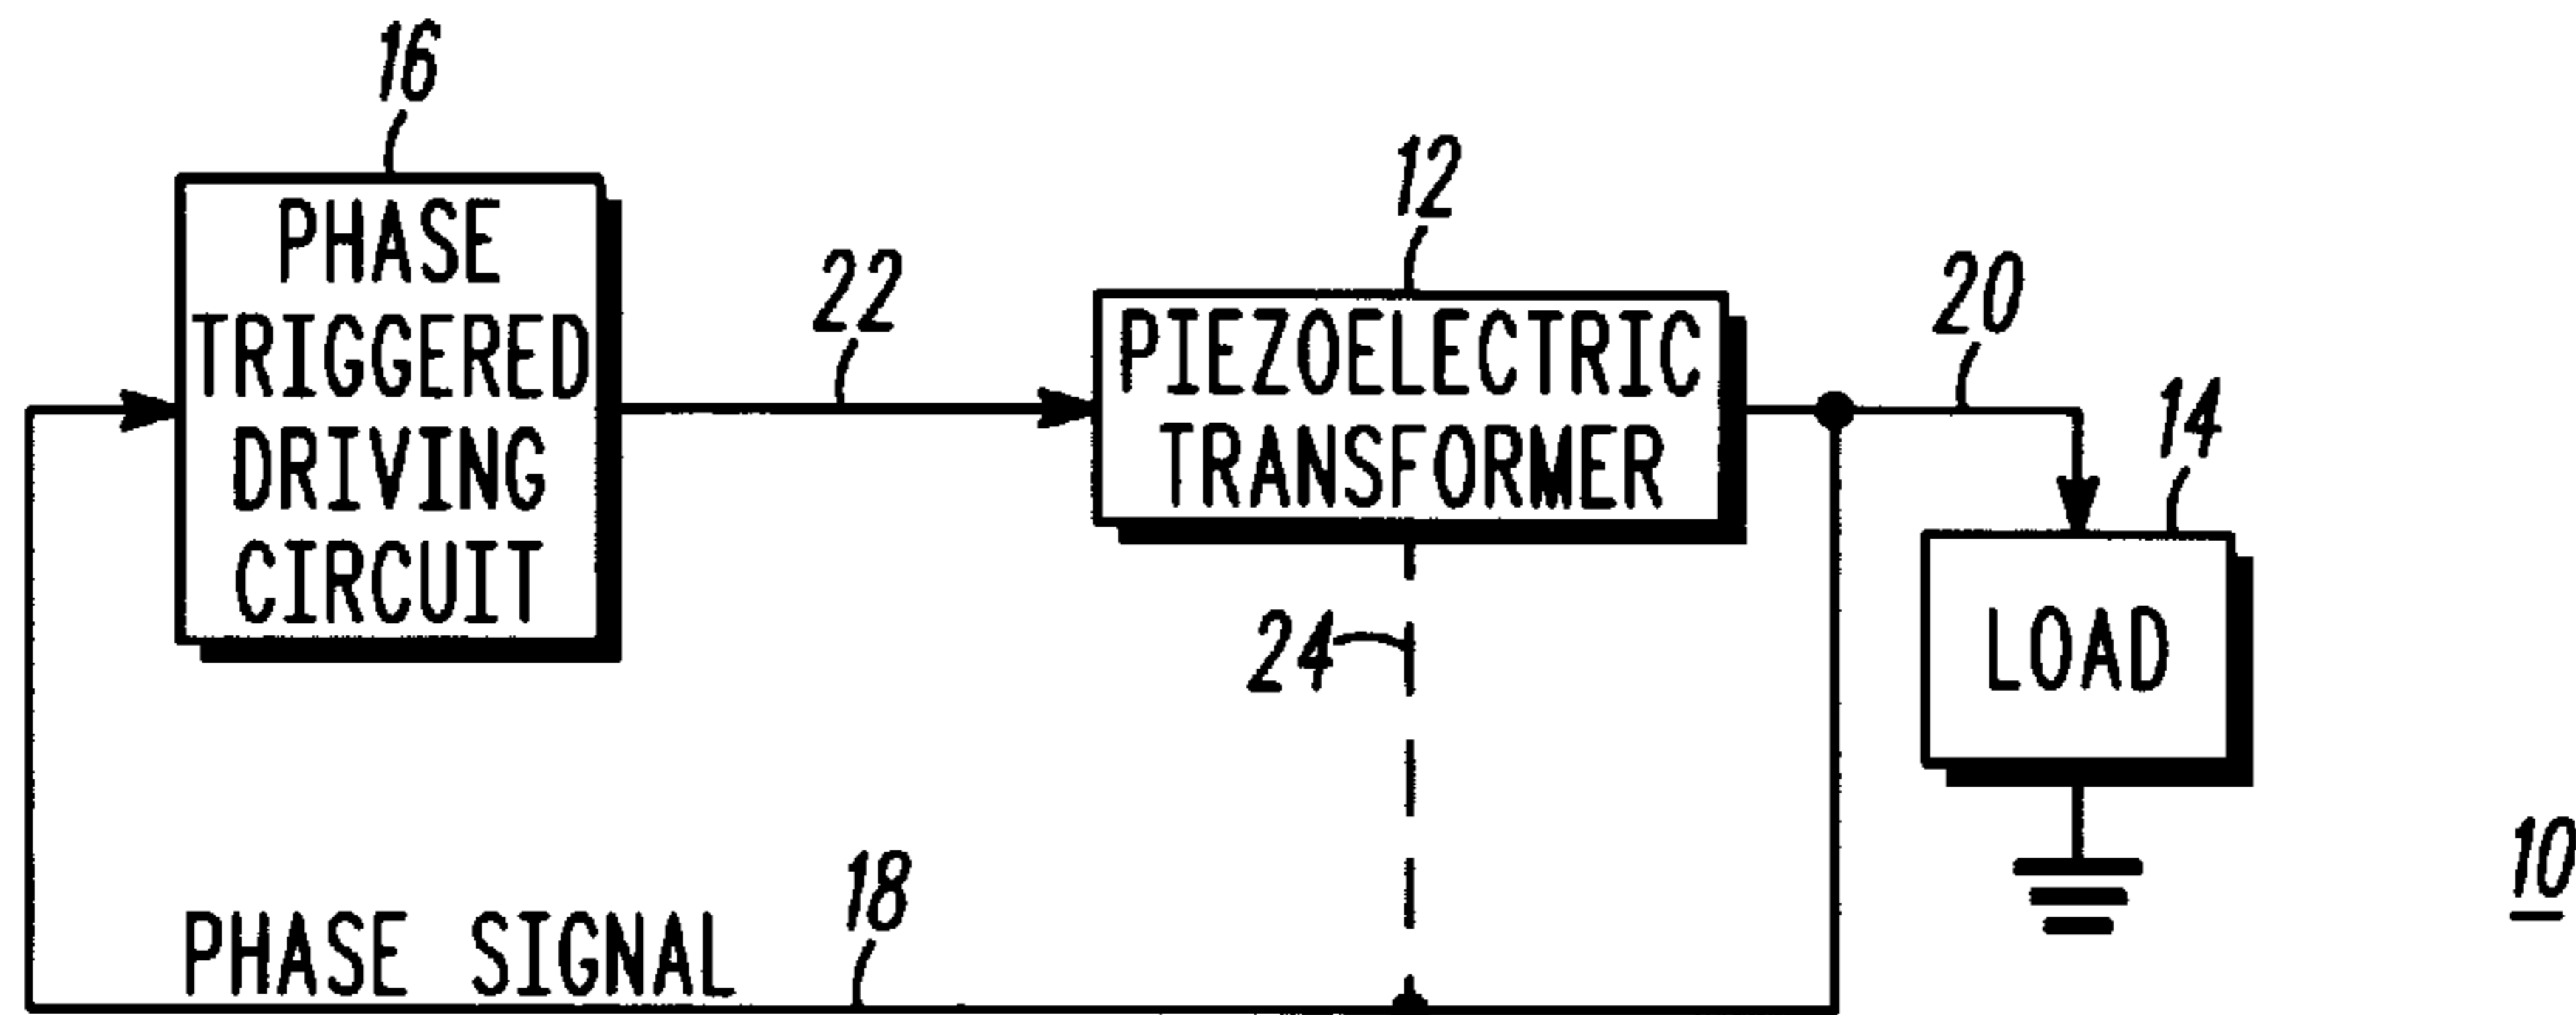 16
PHASE
TRIGGERED
DRIVING
CIRCUIT
22
12
PIEZOELECTRIC
TRANSFORMER
20
14
LOAD
24
10
PHASE SIGNAL
18